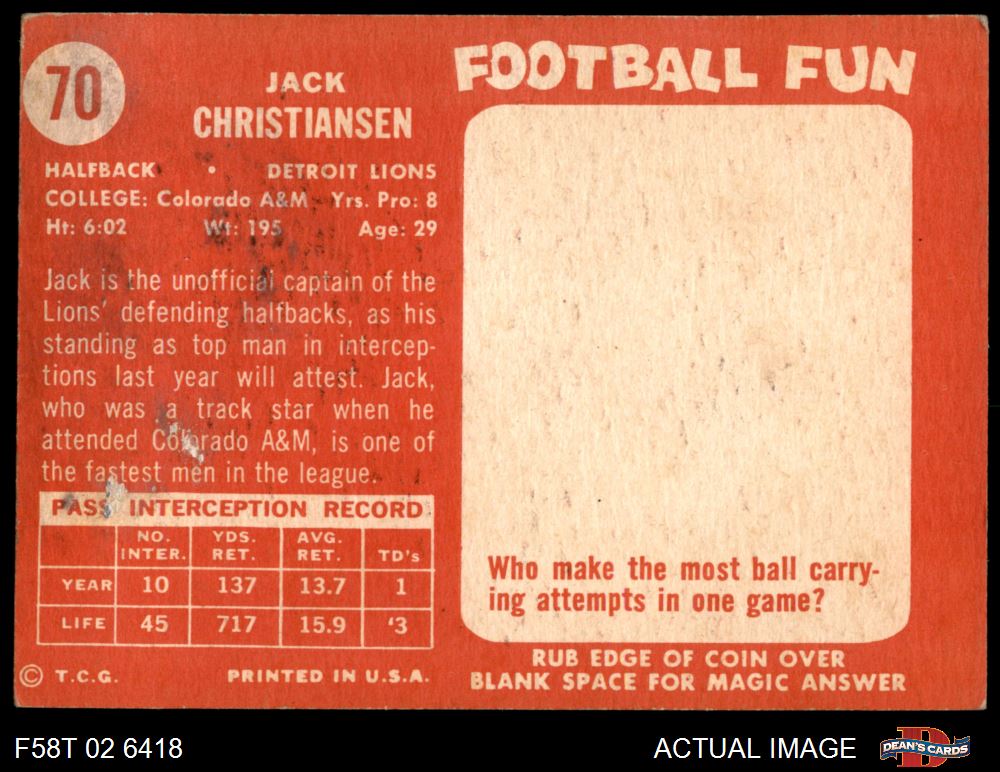 70
JACK
CHRISTIANSEN
HALFBACK • DETROIT LIONS
COLLEGE: Colorado A&M Yrs. Pro: 8
Ht: 6:02 Wt: 195 Age: 29
Jack is the unofficial captain of the
Lions' defending halfbacks, as his
standing as top man in intercep-
tions last year will attest. Jack,
who was a track star when he
attended Colorado A&M, is one of
the fastest men in the league.
PASS INTERCEPTION RECORD
NO. INTER. YDS. RET. AVG. RET. TD's
YEAR 10 137 13.7 1
LIFE 45 717 15.9 '3
© T.C.G. PRINTED IN U.S.A.
FOOTBALL FUN
Who make the most ball carry-
ing attempts in one game?
RUB EDGE OF COIN OVER
BLANK SPACE FOR MAGIC ANSWER
F58T 02 6418
ACTUAL IMAGE
D
DEAN'S CARDS